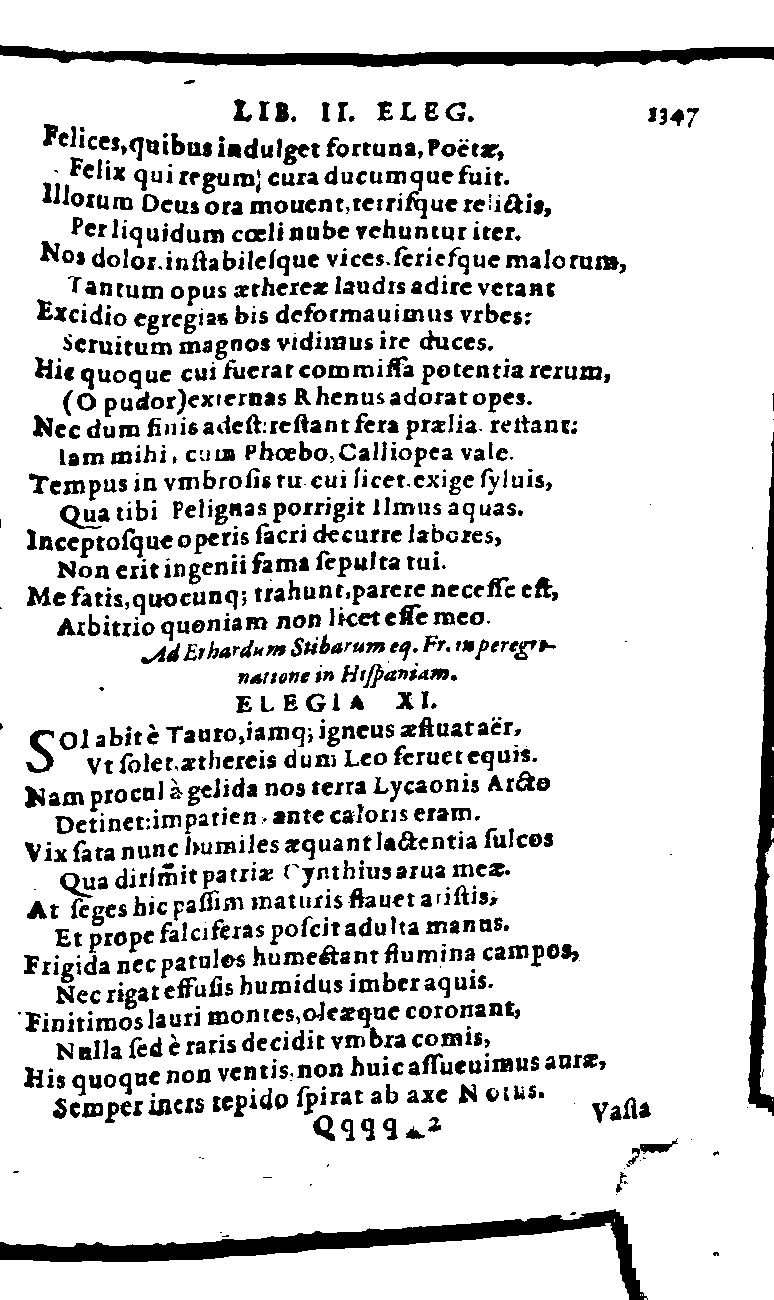 LIB. II. ELEG. 1347
Felices, quibus indulget fortuna, Poëtæ,
Felix qui regum; cura ducumque fuit.
Illorum Deus ora mouent, terrisque relictis,
Per liquidum cœli nube vehuntur iter.
Nos dolor, instabilesque vices, seriesque malorum,
Tantum opus æthereæ laudis adire vetant
Excidio egregias bis deformauimus vrbes:
Seruitum magnos vidimus ire duces.
Hic quoque cui fuerat commissa potentia rerum,
(O pudor) externas Rhenus adorat opes.
Nec dum finis adest: restant fera prælia, restant:
Iam mihi, cum Phœbo, Calliopea vale.
Tempus in vmbrosis tu cui licet, exige syluis,
Qua tibi Pelignas porrigit Ilmus aquas.
Inceptosque operis sacri decurre labores,
Non erit ingenii fama sepulta tui.
Me fatis, quocunq; trahunt, parere necesse est,
Arbitrio quoniam non licet esse meo.
Ad Erhardum Stibarum eq. Fr. in peregri-
natione in Hispaniam.
ELEGIA XI.
SOl abit è Tauro, iamq; igneus æstuat aër,
Vt solet, æthereis dum Leo feruet equis.
Nam procul à gelida nos terra Lycaonis Arcto
Detinet: impatiens ante caloris eram.
Vix sata nunc humiles æquant lactentia sulcos
Qua dirimit patriæ Cynthius arua meæ.
At seges hic passim maturis flauet aristis,
Et prope falciferas poscit adulta manus.
Frigida nec patulos humectant flumina campos,
Nec rigat effusis humidus imber aquis.
Finitimos lauri montes, oleæque coronant,
Nulla sed è raris decidit vmbra comis,
His quoque non ventis, non huic assueuimus auræ,
Semper iners tepido spirat ab axe Notus.
Qqqq 2 Vasta